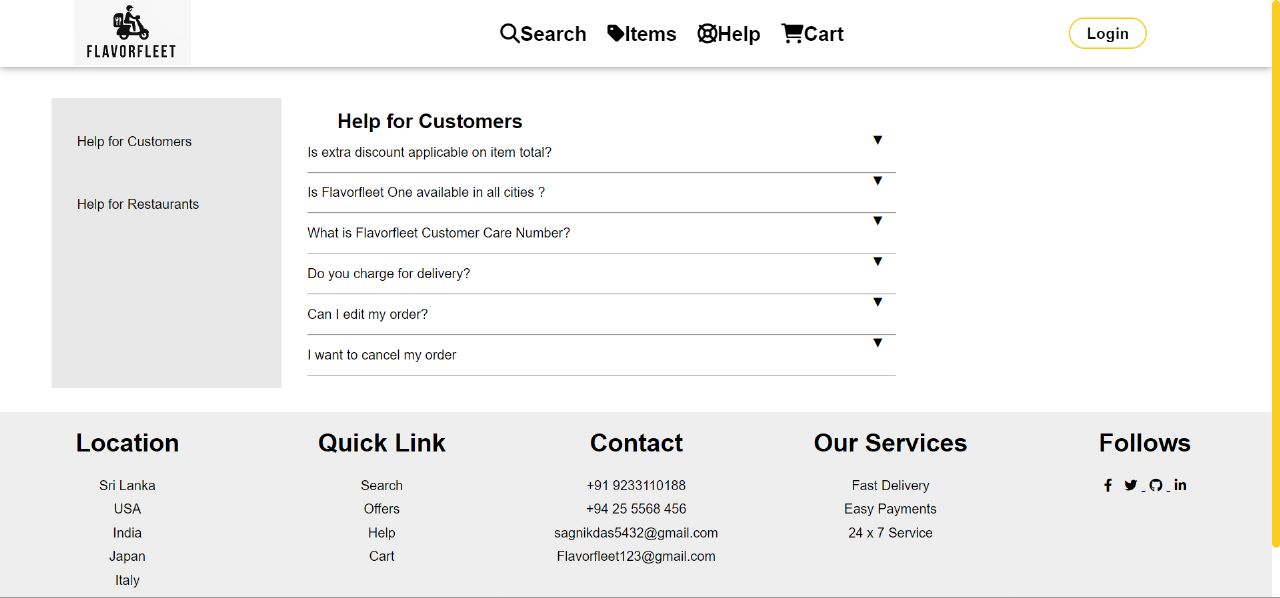 FLAVORFLEET
Search Items Help Cart
Login
Help for Customers
Help for Restaurants
Help for Customers
Is extra discount applicable on item total? ▼
Is Flavorfleet One available in all cities ? ▼
What is Flavorfleet Customer Care Number? ▼
Do you charge for delivery? ▼
Can I edit my order? ▼
I want to cancel my order ▼
Location
Sri Lanka
USA
India
Japan
Italy
Quick Link
Search
Offers
Help
Cart
Contact
+91 9233110188
+94 25 5568 456
sagnikdas5432@gmail.com
Flavorfleet123@gmail.com
Our Services
Fast Delivery
Easy Payments
24 x 7 Service
Follows